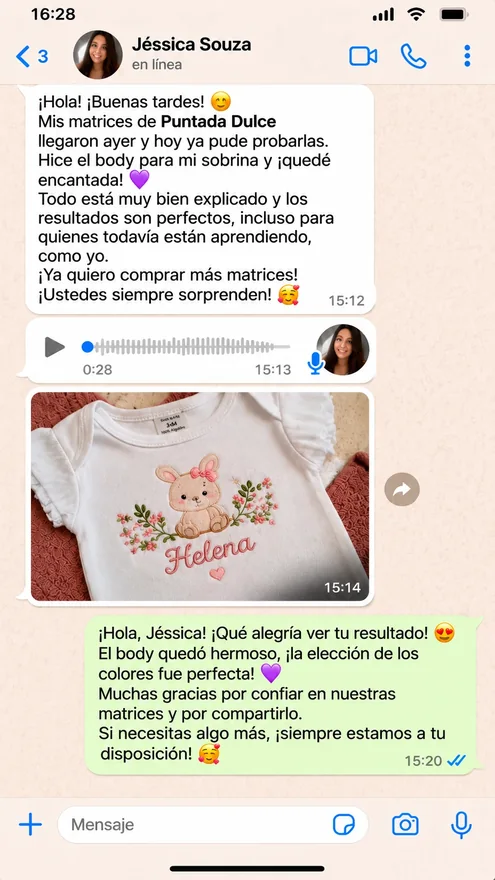 16:28
3
Jéssica Souza
en línea
¡Hola! ¡Buenas tardes! 😊
Mis matrices de Puntada Dulce
llegaron ayer y hoy ya pude probarlas.
Hice el body para mi sobrina y ¡quedé
encantada! 💜
Todo está muy bien explicado y los
resultados son perfectos, incluso para
quienes todavía están aprendiendo,
como yo.
¡Ya quiero comprar más matrices!
¡Ustedes siempre sorprenden! 🥰
15:12
0:28
15:13
Helena
15:14
¡Hola, Jéssica! ¡Qué alegría ver tu resultado! 😍
El body quedó hermoso, ¡la elección de los
colores fue perfecta! 💜
Muchas gracias por confiar en nuestras
matrices y por compartirlo.
Si necesitas algo más, ¡siempre estamos a tu
disposición! 🥰
15:20
Mensaje